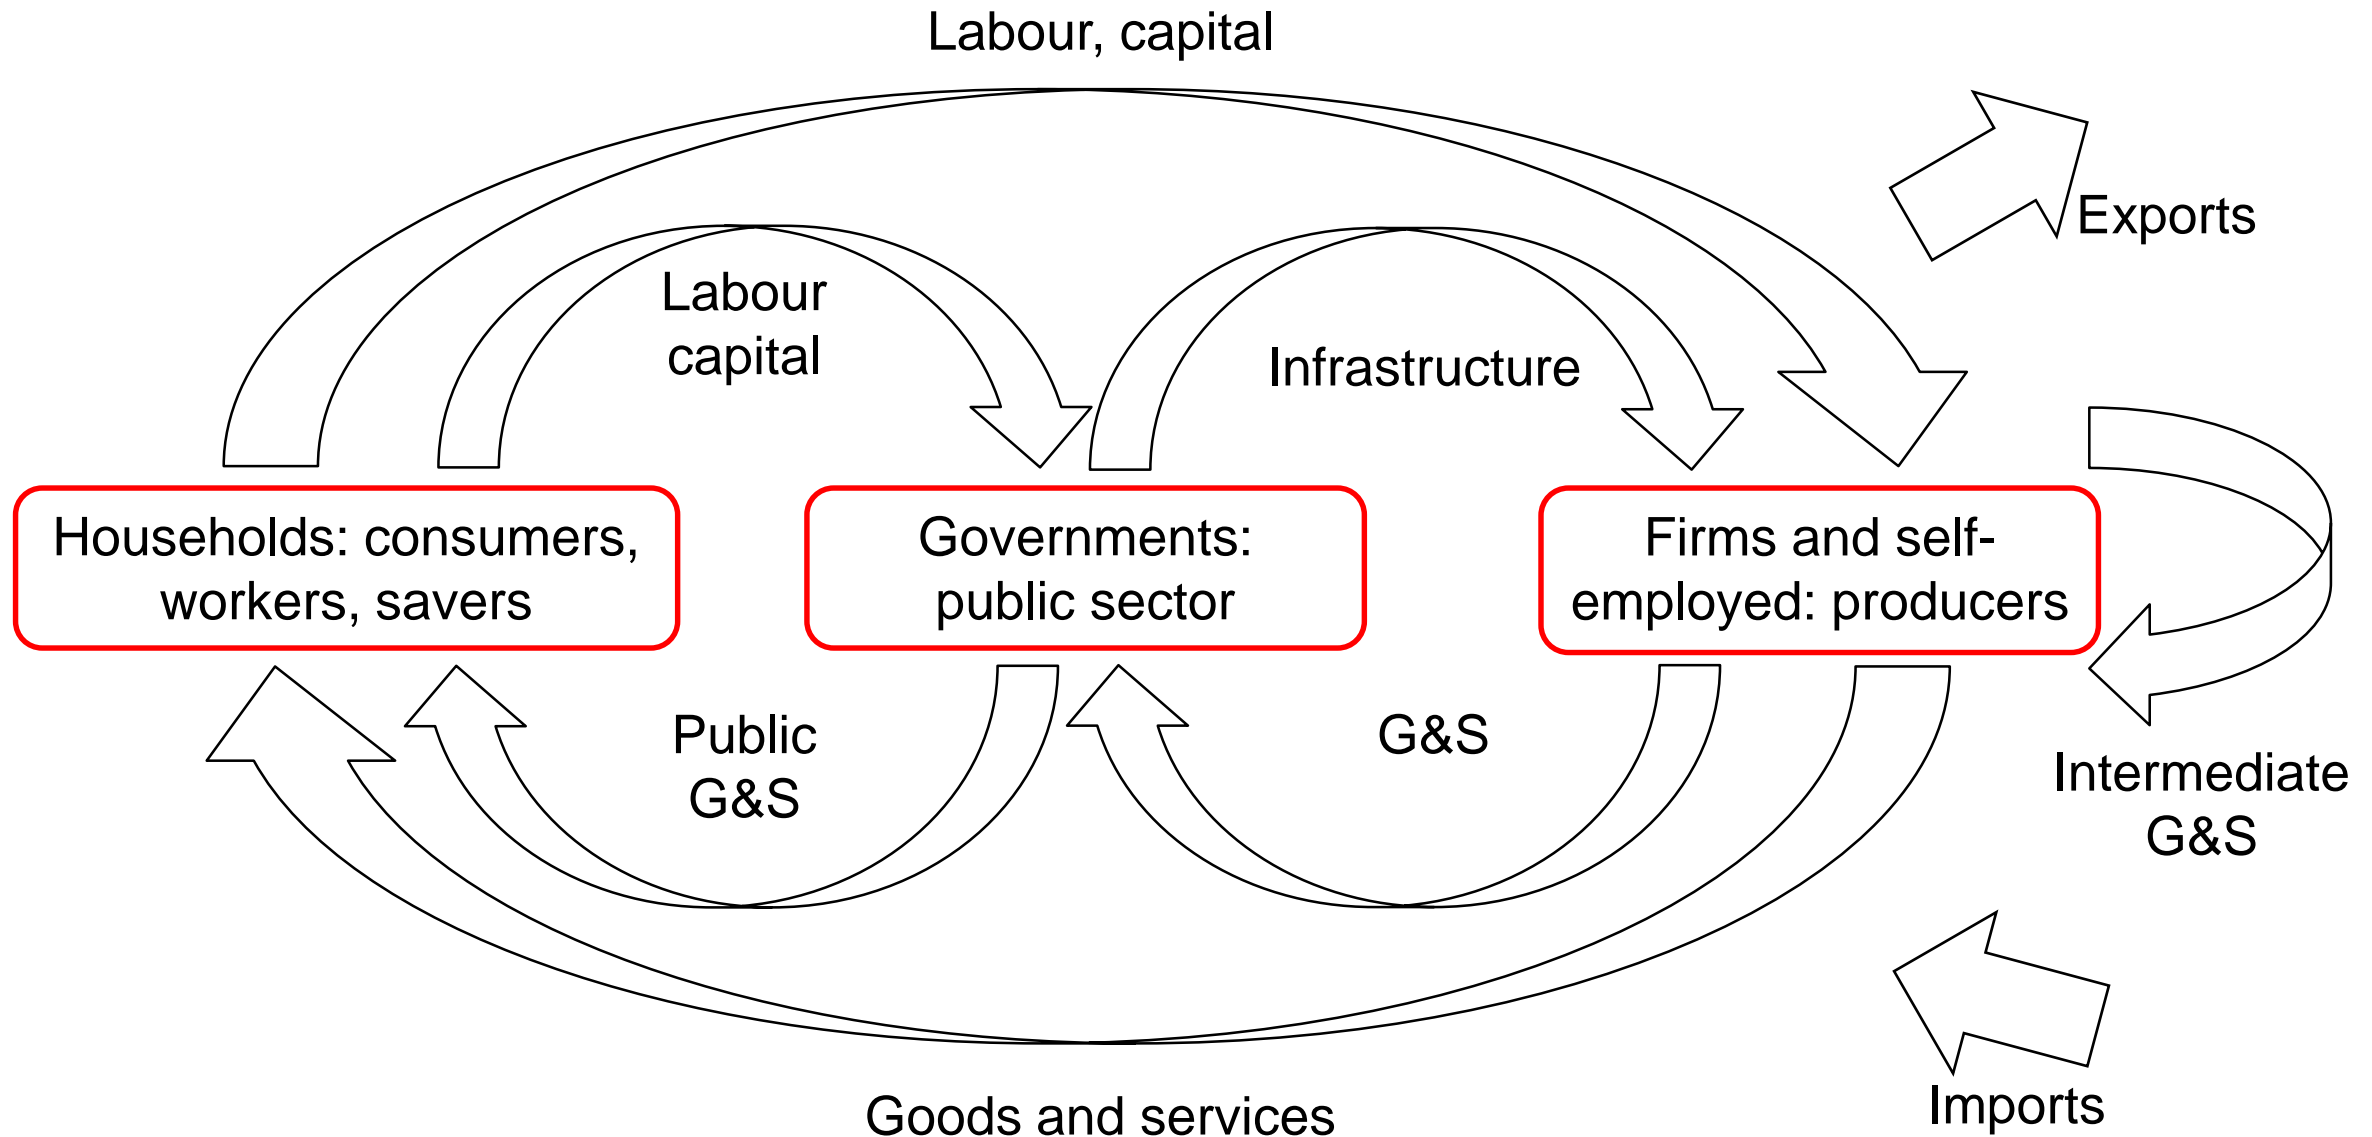 Labour, capital
Exports
Labour
capital
Infrastructure
Households: consumers,
workers, savers
Governments:
public sector
Firms and self-
employed: producers
Public
G&S
G&S
Intermediate
G&S
Imports
Goods and services